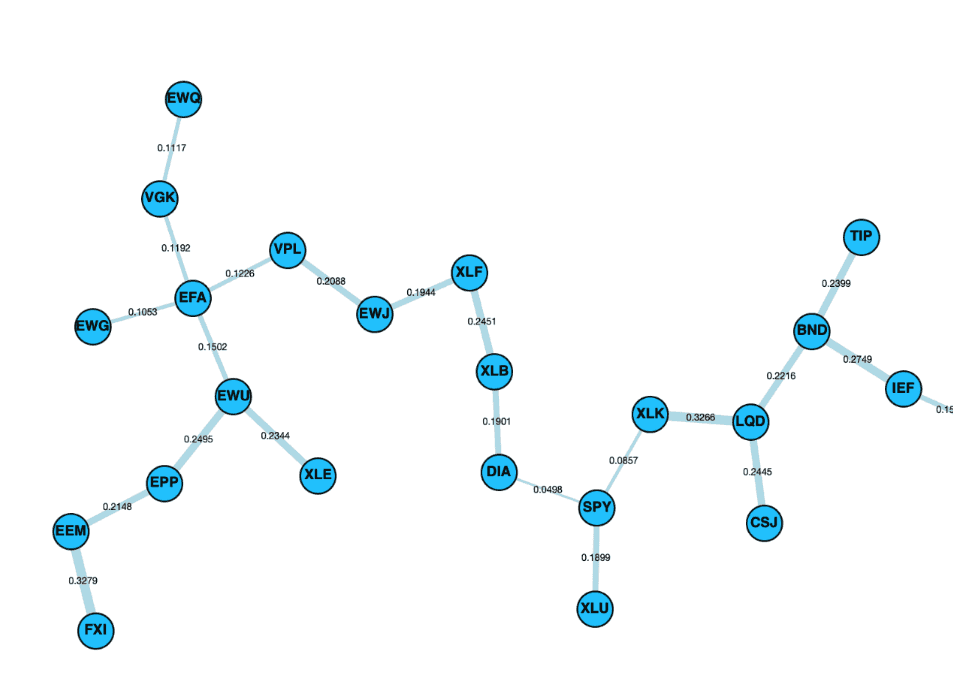 EWQ
0.1117
VGK
TIP
0.1192
VPL
0.1226
XLF
0.2088
0.2399
0.1944
EFA
0.1053
EWJ
EWG
0.2451
BND
0.1502
0.2749
XLB
0.2216
IEF
EWU
0.15
XLK
0.3266
LQD
0.1901
0.2495
0.2344
0.0857
DIA
0.2445
XLE
EPP
0.0498
SPY
0.2148
CSJ
EEM
0.1899
0.3279
XLU
FXI